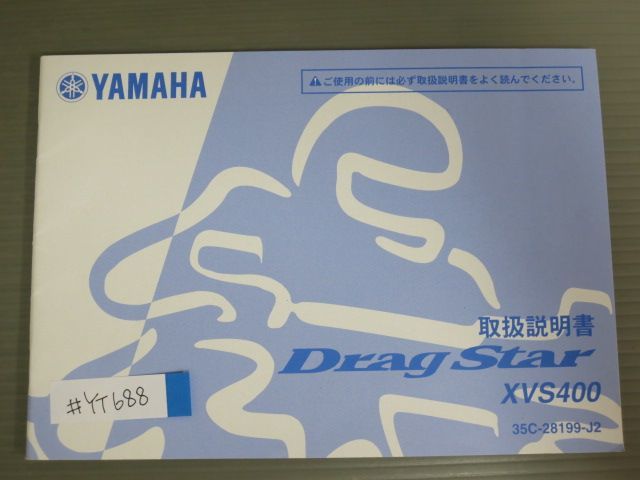 YAMAHA
⚠ご使用の前には必ず取扱説明書をよく読んでください。
取扱説明書
Drag Star
XVS400
35C-28199-J2
#YT688